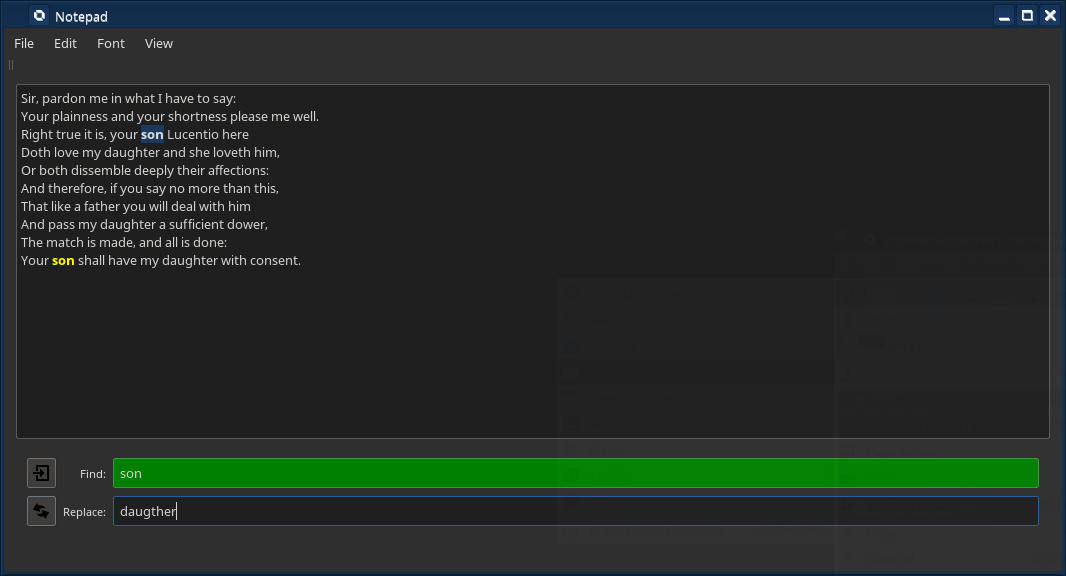 Notepad
File Edit Font View
Sir, pardon me in what I have to say:
Your plainness and your shortness please me well.
Right true it is, your son Lucentio here
Doth love my daughter and she loveth him,
Or both dissemble deeply their affections:
And therefore, if you say no more than this,
That like a father you will deal with him
And pass my daughter a sufficient dower,
The match is made, and all is done:
Your son shall have my daughter with consent.
Find: son
Replace: daugther